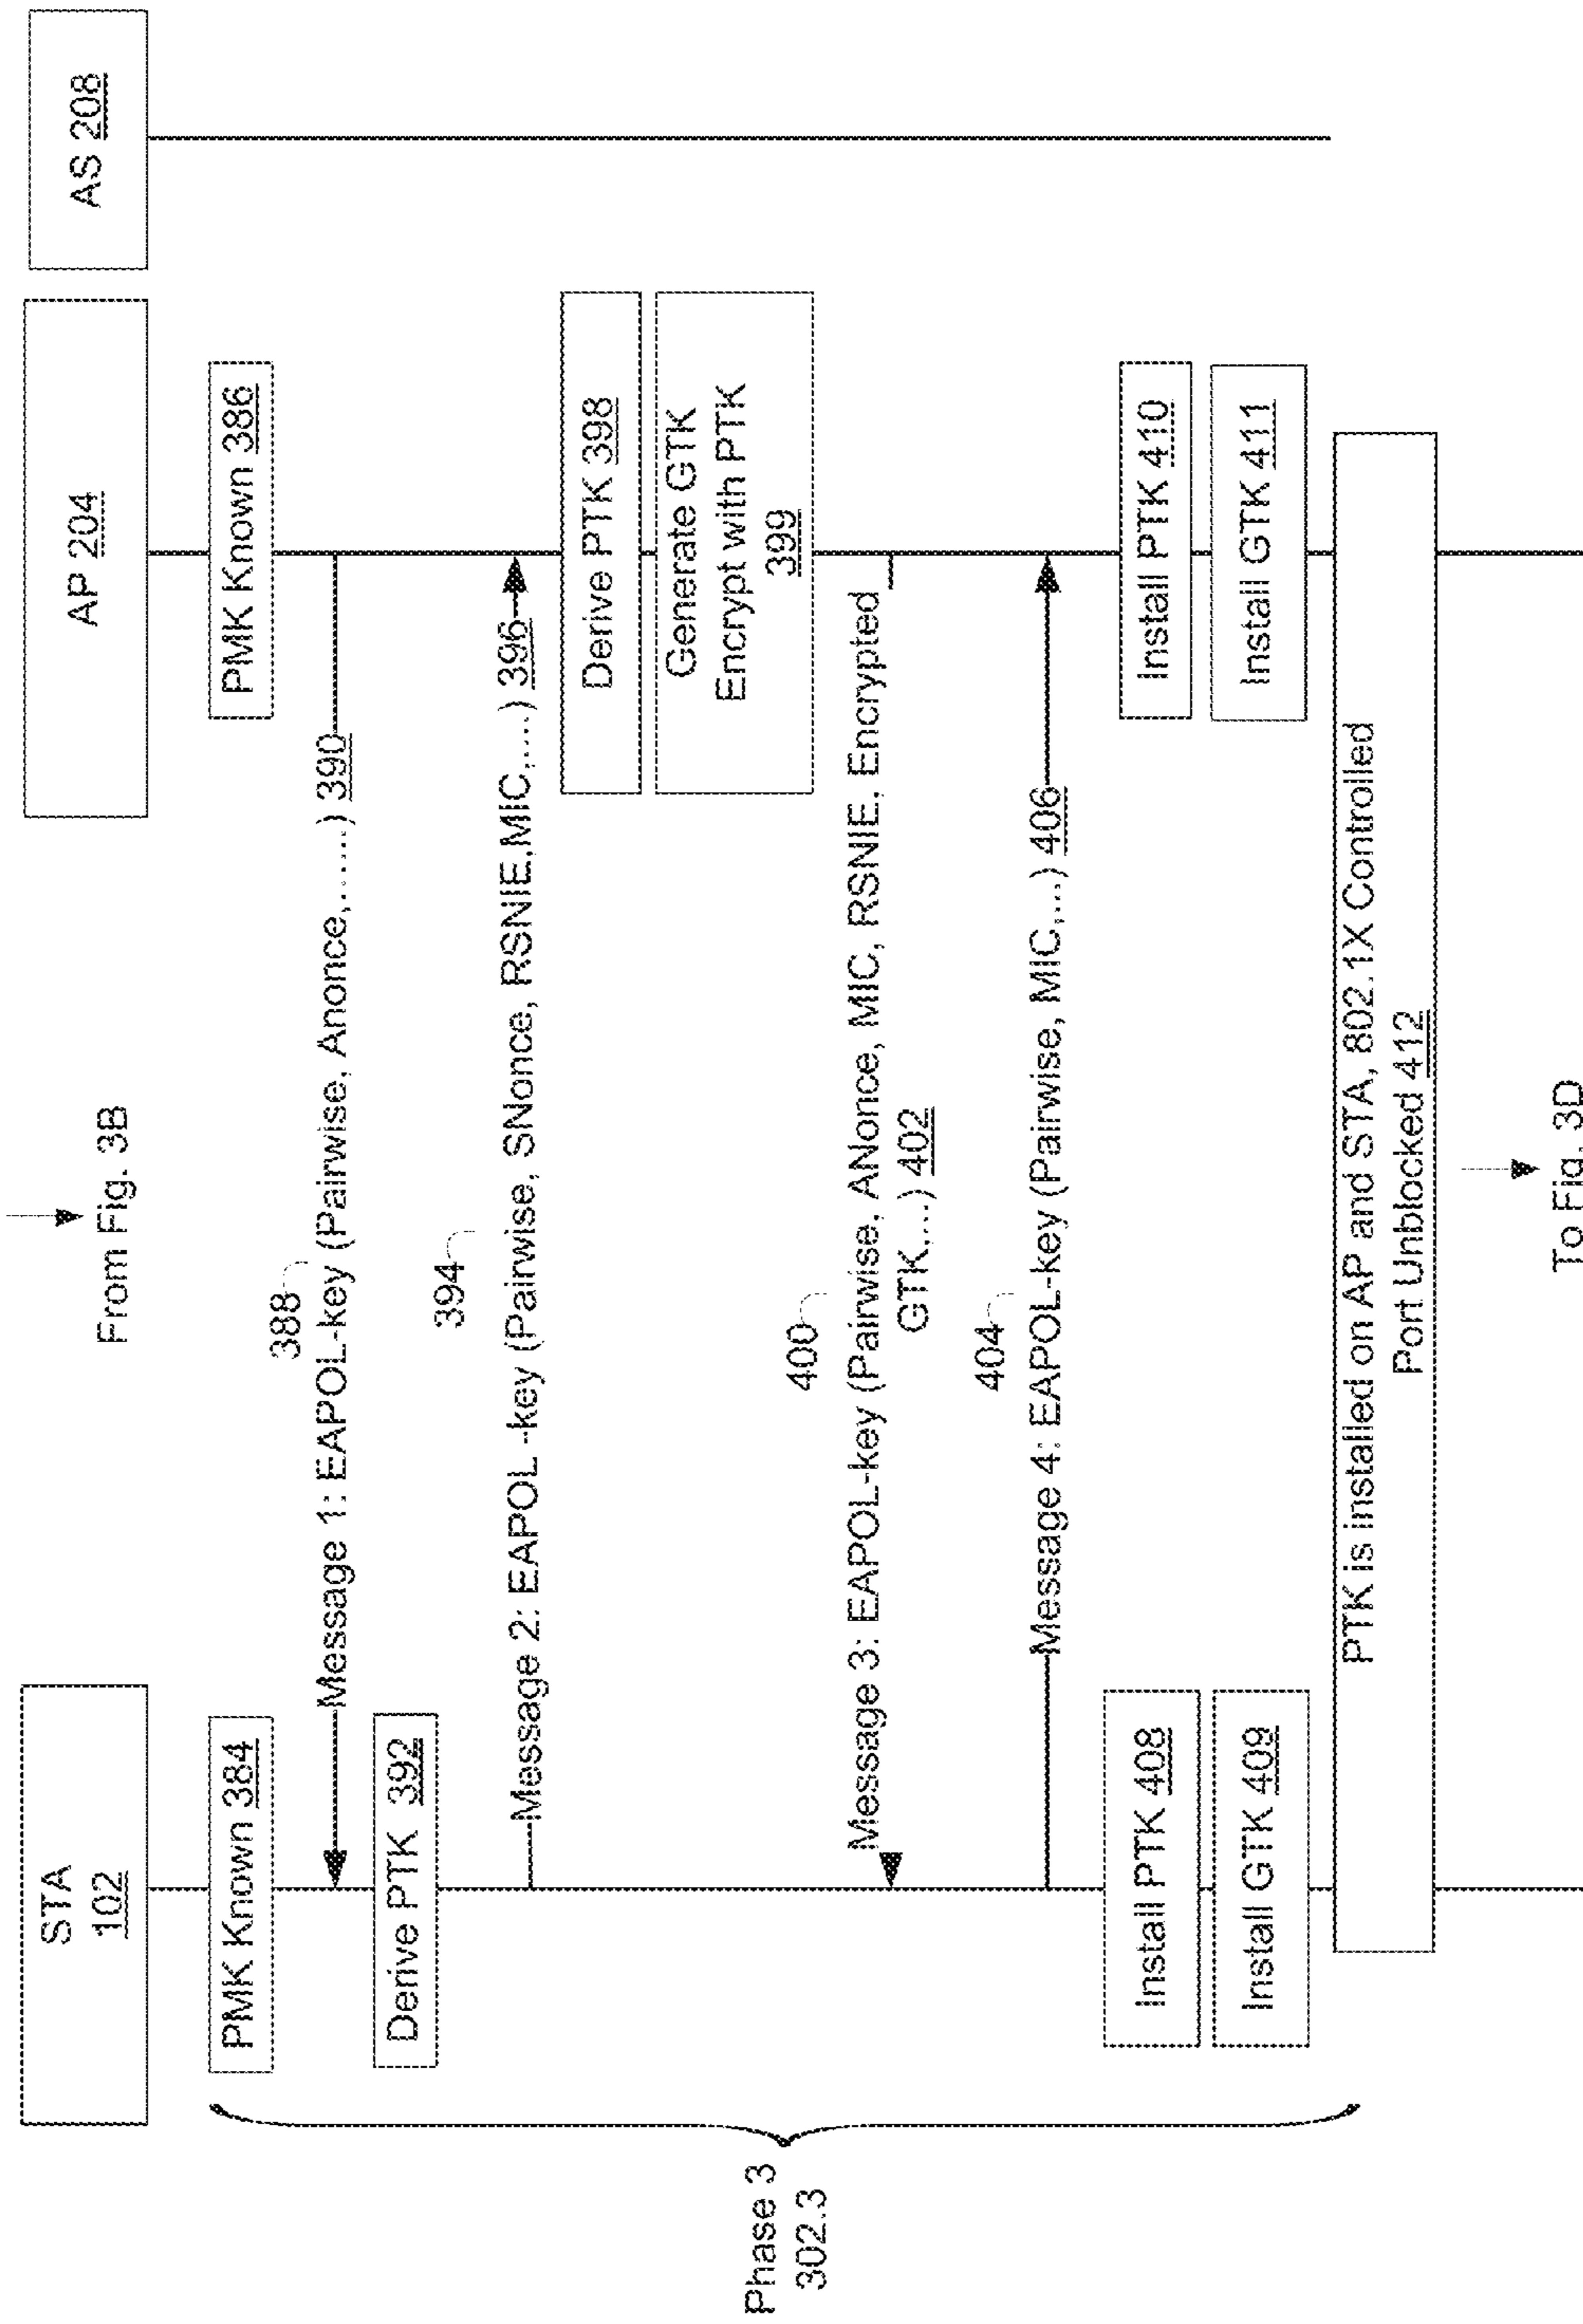 From Fig. 3B
STA
102
AP 204
AS 208
PMK Known 384
PMK Known 386
388
Message 1: EAPOL-key (Pairwise, Anonce,......) 390
Derive PTK 392
394
Message 2: EAPOL -key (Pairwise, SNonce, RSNIE,MIC,....) 396
Derive PTK 398
Generate GTK
Encrypt with PTK
399
400
Message 3: EAPOL-key (Pairwise, ANonce, MIC, RSNIE, Encrypted
GTK,...) 402
404
Message 4: EAPOL-key (Pairwise, MIC,...) 406
Install PTK 408
Install PTK 410
Install GTK 409
Install GTK 411
PTK is installed on AP and STA, 802.1X Controlled
Port Unblocked 412
Phase 3
302.3
To Fig. 3D